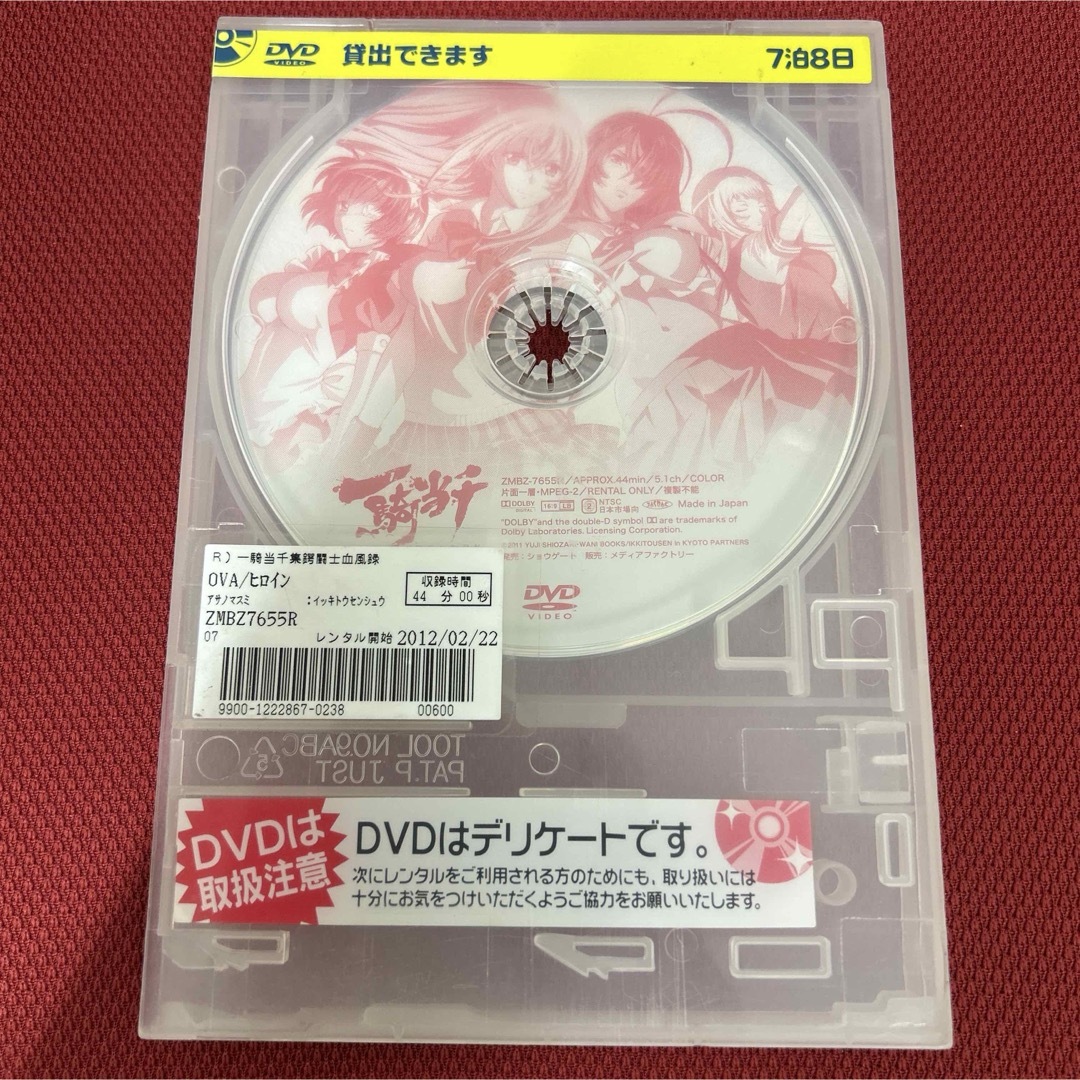 DVD VIDEO 貸出できます 7泊8日
一騎当千
ZMBZ-7655R/APPROX.44min/5.1ch/COLOR
片面一層・MPEG-2/RENTAL ONLY/複製不能
DOLBY DIGITAL 16:9 LB 2 NTSC 日本市場向 Made in Japan
"DOLBY"and the double-D symbol are trademarks of
Dolby Laboratories. Licensing Corporation.
© 2011 YUJI SHIOZAKI・WANI BOOKS/IKKITOUSEN in KYOTO PARTNERS
発売：ショウゲート 販売：メディアファクトリー
DVD
VIDEO
R）一騎当千集鍔闘士血風録
OVA/ヒロイン
収録時間
44 分 00 秒
アサノマスミ :イッキトウセンシュウ
ZMBZ7655R
07 レンタル開始 2012/02/22
9900-1222867-0238 00600
TOOL NO9ABC
PAT.P JUST
5
DVDは
取扱注意
DVDはデリケートです。
次にレンタルをご利用される方のためにも、取り扱いには
十分にお気をつけいただくようご協力をお願いいたします。